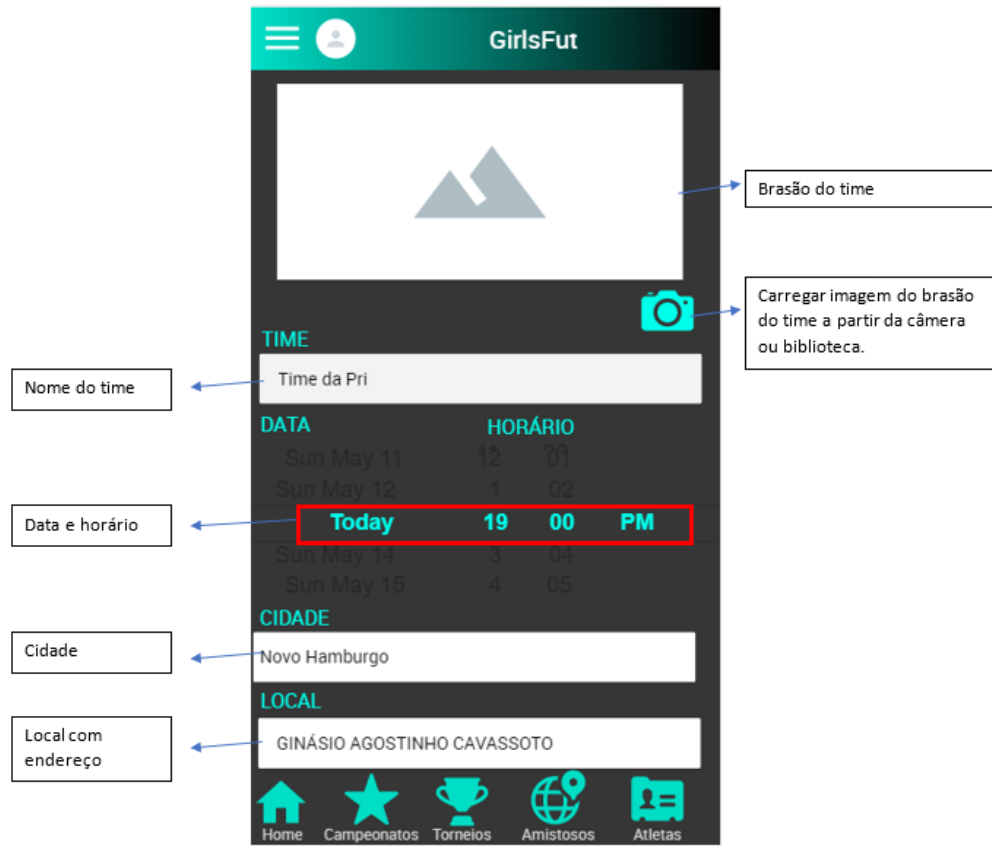 GirlsFut
Brasão do time
Carregar imagem do brasão
do time a partir da câmera
ou biblioteca.
TIME
Nome do time
Time da Pri
DATA HORÁRIO
Sun May 11 12 01
Sun May 12 1 02
Data e horário
Today 19 00 PM
Sun May 14 3 04
Sun May 15 4 05
CIDADE
Cidade
Novo Hamburgo
LOCAL
Local com
endereço
GINÁSIO AGOSTINHO CAVASSOTO
Home Campeonatos Torneios Amistosos Atletas